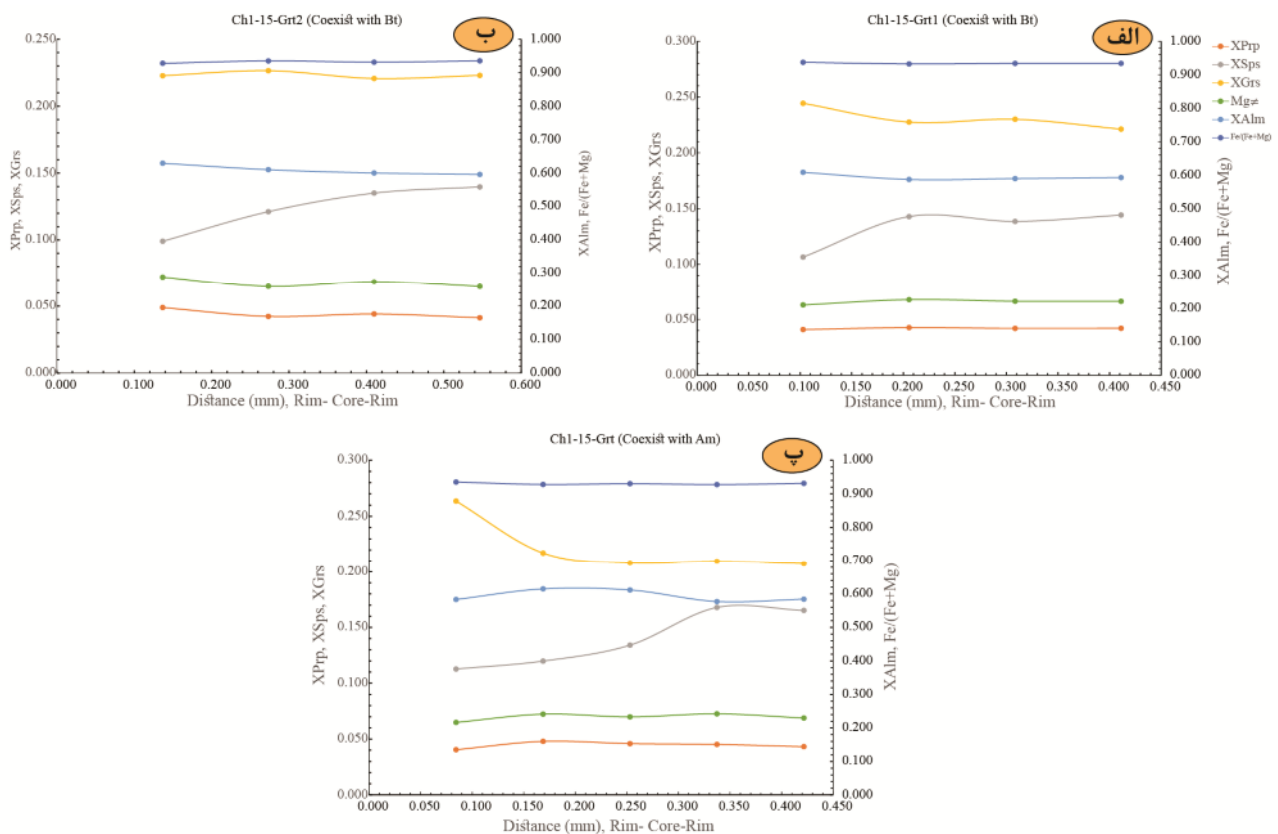 Ch1-15-Grt2 (Coexist with Bt)
ب
XPrp, XSps, XGrs
0.250
0.200
0.150
0.100
0.050
0.000
1.000
0.900
0.800
0.700
0.600
0.500
0.400
0.300
0.200
0.100
0.000
XAlm, Fe/(Fe+Mg)
0.000 0.100 0.200 0.300 0.400 0.500 0.600
Distance (mm), Rim- Core-Rim
Ch1-15-Grt1 (Coexist with Bt)
الف
XPrp, XSps, XGrs
0.300
0.250
0.200
0.150
0.100
0.050
0.000
1.000
0.900
0.800
0.700
0.600
0.500
0.400
0.300
0.200
0.100
0.000
XAlm, Fe/(Fe+Mg)
0.000 0.050 0.100 0.150 0.200 0.250 0.300 0.350 0.400 0.450
Distance (mm), Rim- Core-Rim
XPrp
XSps
XGrs
Mg≠
XAlm
Fe/(Fe+Mg)
Ch1-15-Grt (Coexist with Am)
پ
XPrp, XSps, XGrs
0.300
0.250
0.200
0.150
0.100
0.050
0.000
1.000
0.900
0.800
0.700
0.600
0.500
0.400
0.300
0.200
0.100
0.000
XAlm, Fe/(Fe+Mg)
0.000 0.050 0.100 0.150 0.200 0.250 0.300 0.350 0.400 0.450
Distance (mm), Rim- Core-Rim